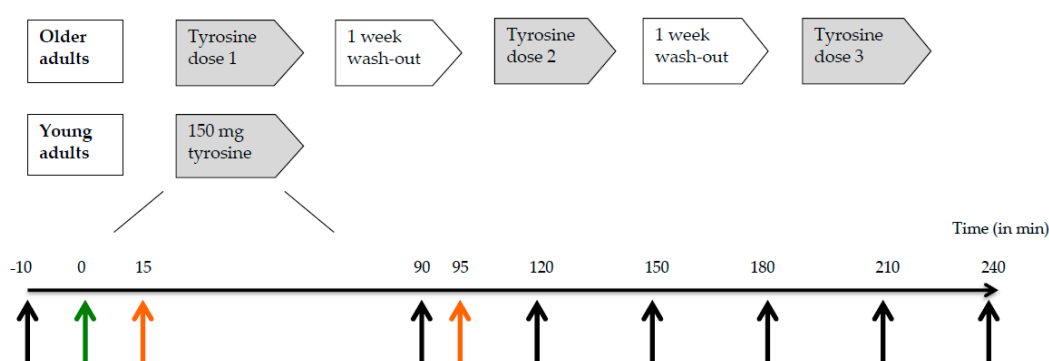 Older
adults
Tyrosine
dose 1
1 week
wash-out
Tyrosine
dose 2
1 week
wash-out
Tyrosine
dose 3
Young
adults
150 mg
tyrosine
Time (in min)
-10 0 15 90 95 120 150 180 210 240